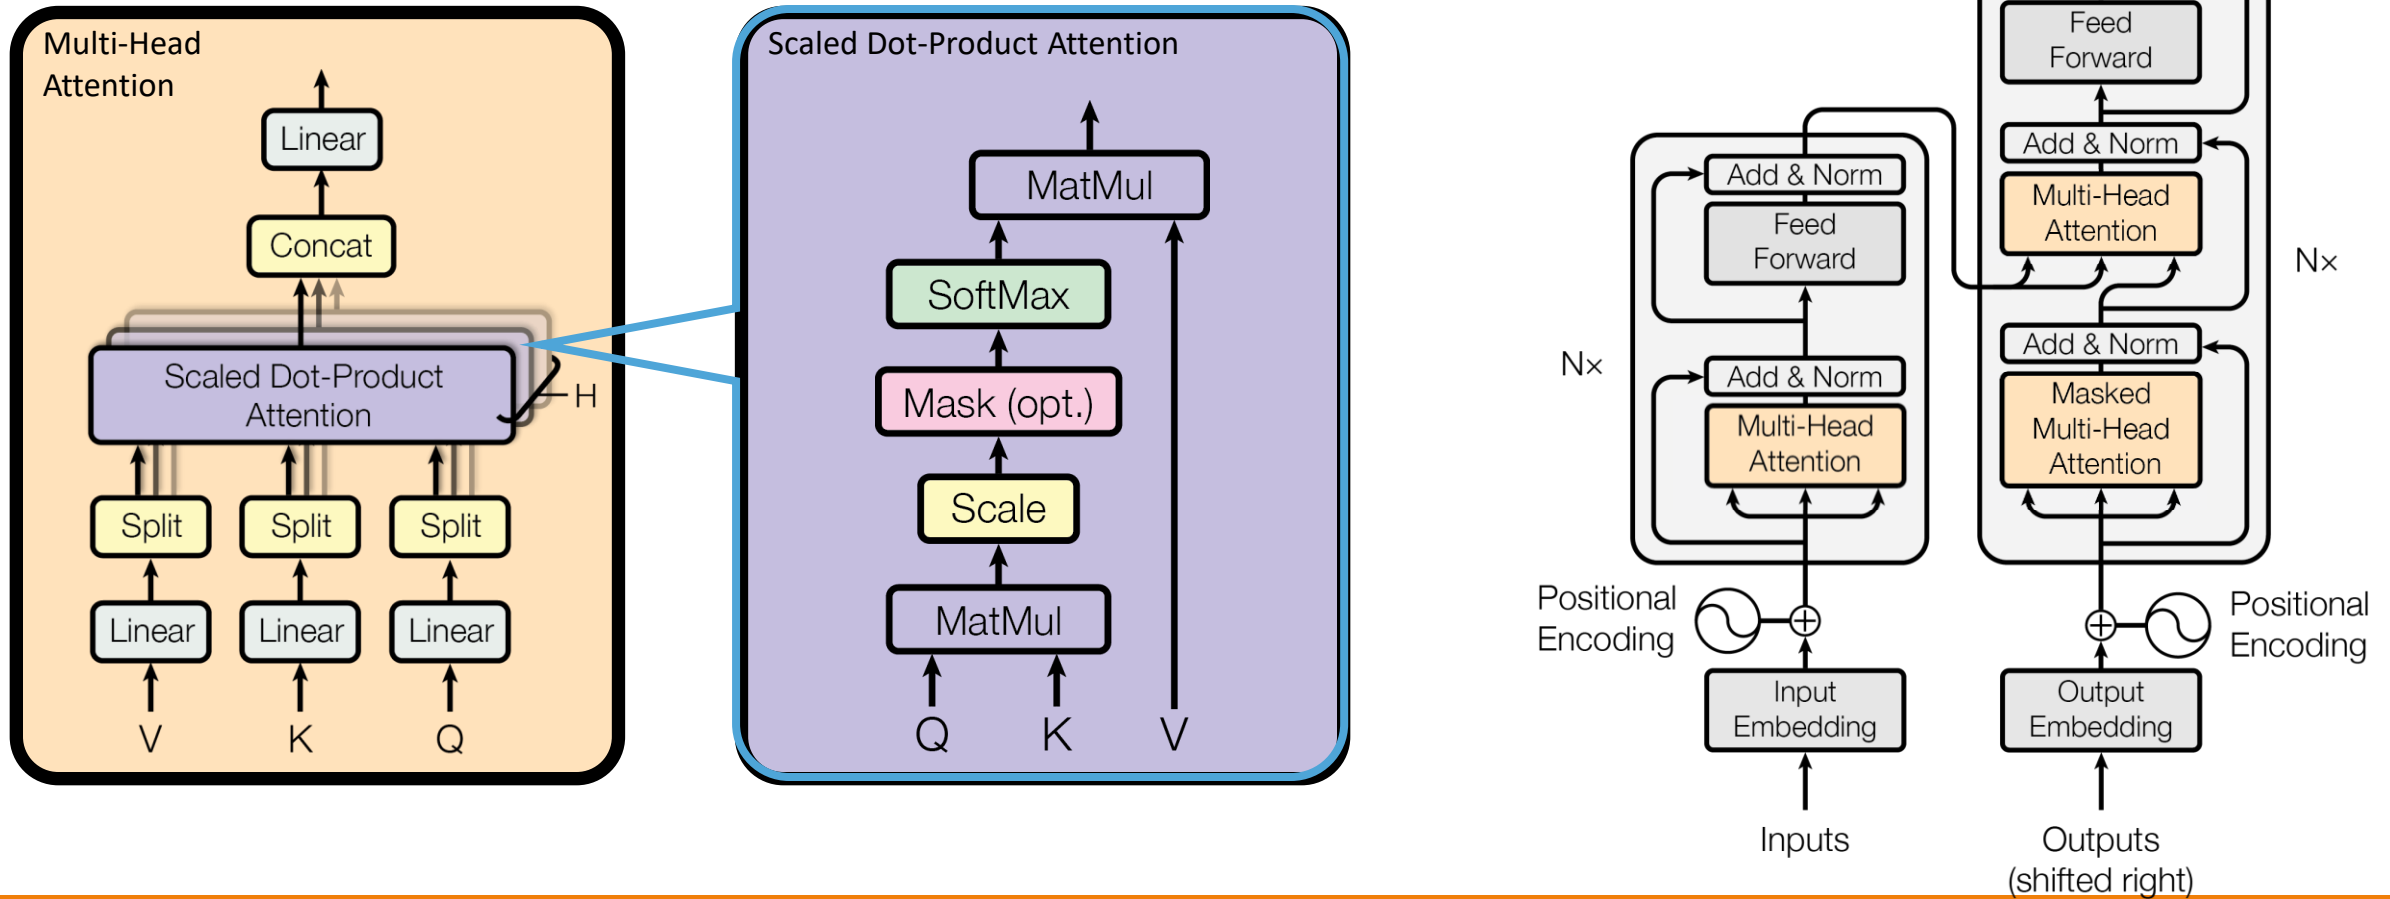 Multi-Head
Attention
Linear
Concat
Scaled Dot-Product
Attention
H
Split
Split
Split
Linear
Linear
Linear
V
K
Q
Scaled Dot-Product Attention
MatMul
SoftMax
Mask (opt.)
Scale
MatMul
Q
K
V
Add & Norm
Feed
Forward
N×
Add & Norm
Multi-Head
Attention
Positional
Encoding
Input
Embedding
Inputs
Feed
Forward
Add & Norm
Multi-Head
Attention
N×
Add & Norm
Masked
Multi-Head
Attention
Positional
Encoding
Output
Embedding
Outputs
(shifted right)